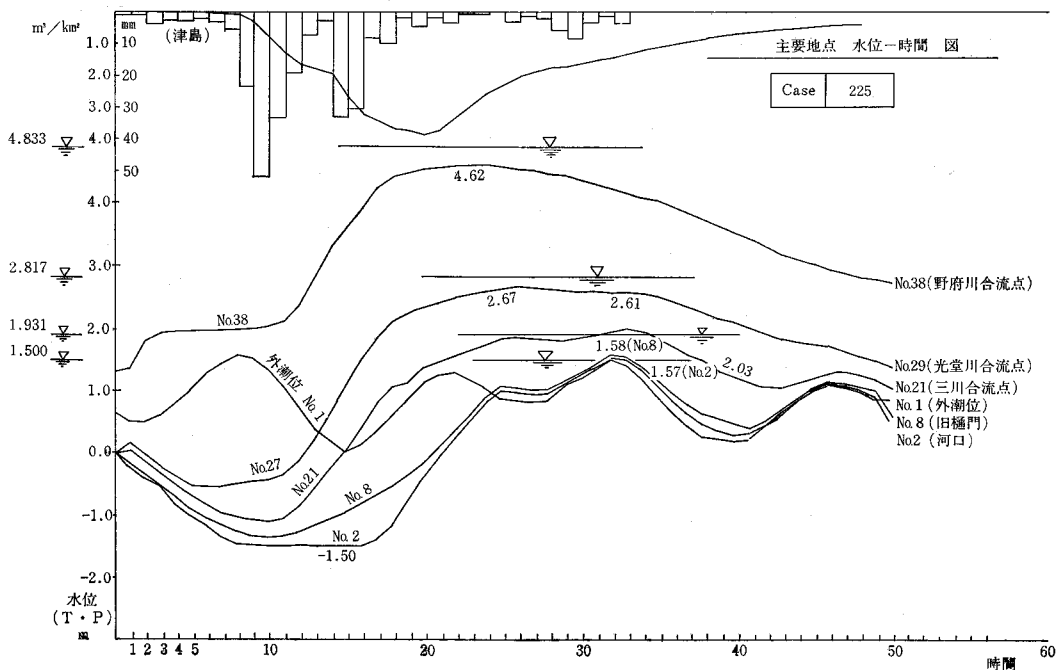 m³/km²
mm
(津島)
1.0
10
2.0
20
3.0
30
4.0
40
50
主要地点 水位－時間 図
Case 225
4.833
2.817
1.931
1.500
4.0
3.0
2.0
1.0
0.0
-1.0
-2.0
水位
(T・P)
m
No.38
4.62
No.38(野府川合流点)
2.67
2.61
外潮位 No.1
1.58(No.8)
1.57(No.2)
2.03
No.29(光堂川合流点)
No.21(三川合流点)
No.1(外潮位)
No.8(旧樋門)
No.2(河口)
No.27
No.21
No.8
No.2
-1.50
1 2 3 4 5 10 20 30 40 50 60
時間